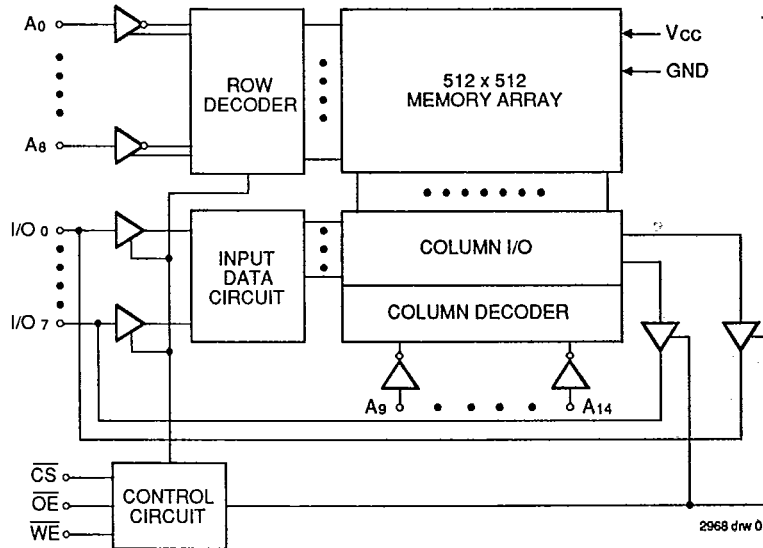 A0
ROW
DECODER
512 x 512
MEMORY ARRAY
VCC
GND
A8
I/O 0
INPUT
DATA
CIRCUIT
COLUMN I/O
COLUMN DECODER
I/O 7
A9
A14
CS
OE
WE
CONTROL
CIRCUIT
2968 drw 0